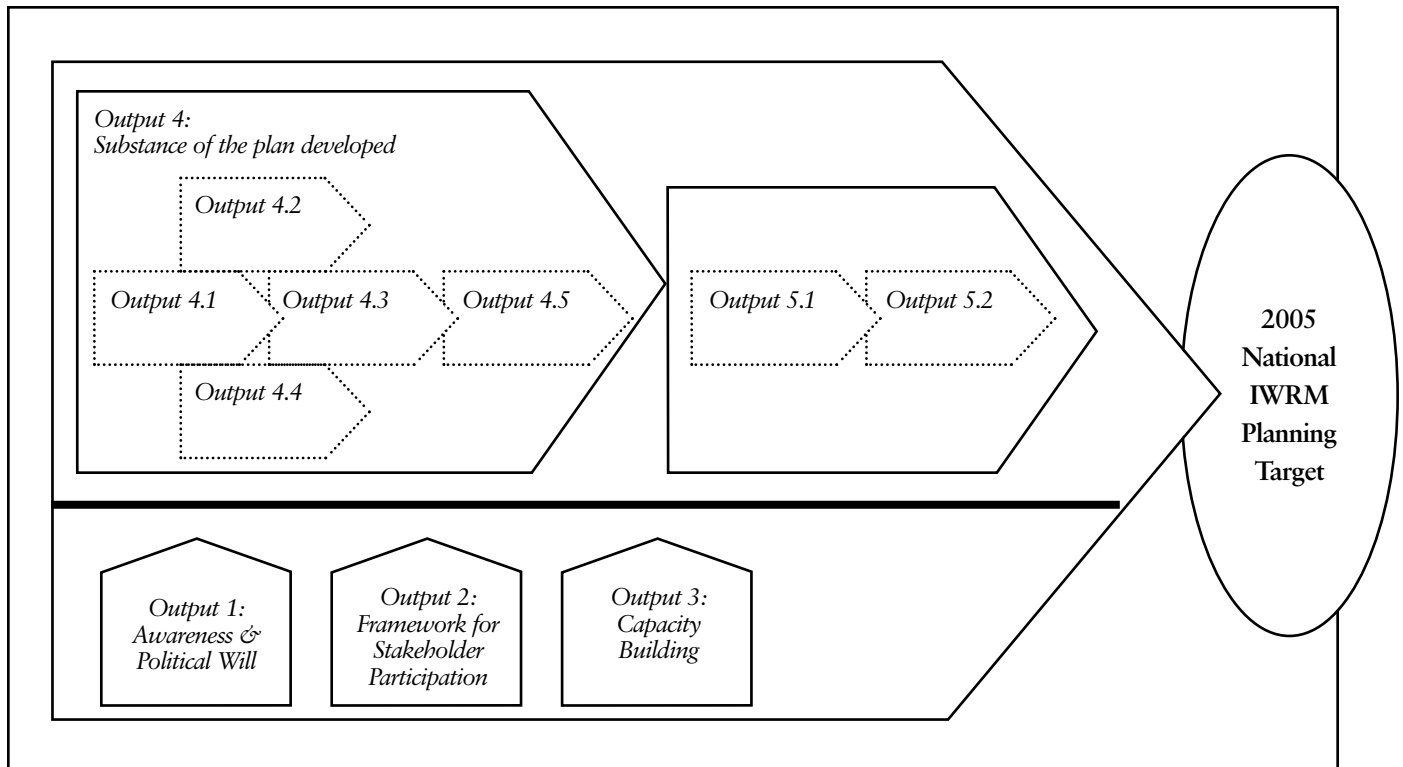 Output 4:
Substance of the plan developed
Output 4.2
Output 4.1
Output 4.3
Output 4.5
Output 4.4
Output 5.1
Output 5.2
2005
National
IWRM
Planning
Target
Output 1:
Awareness &
Political Will
Output 2:
Framework for
Stakeholder
Participation
Output 3:
Capacity
Building